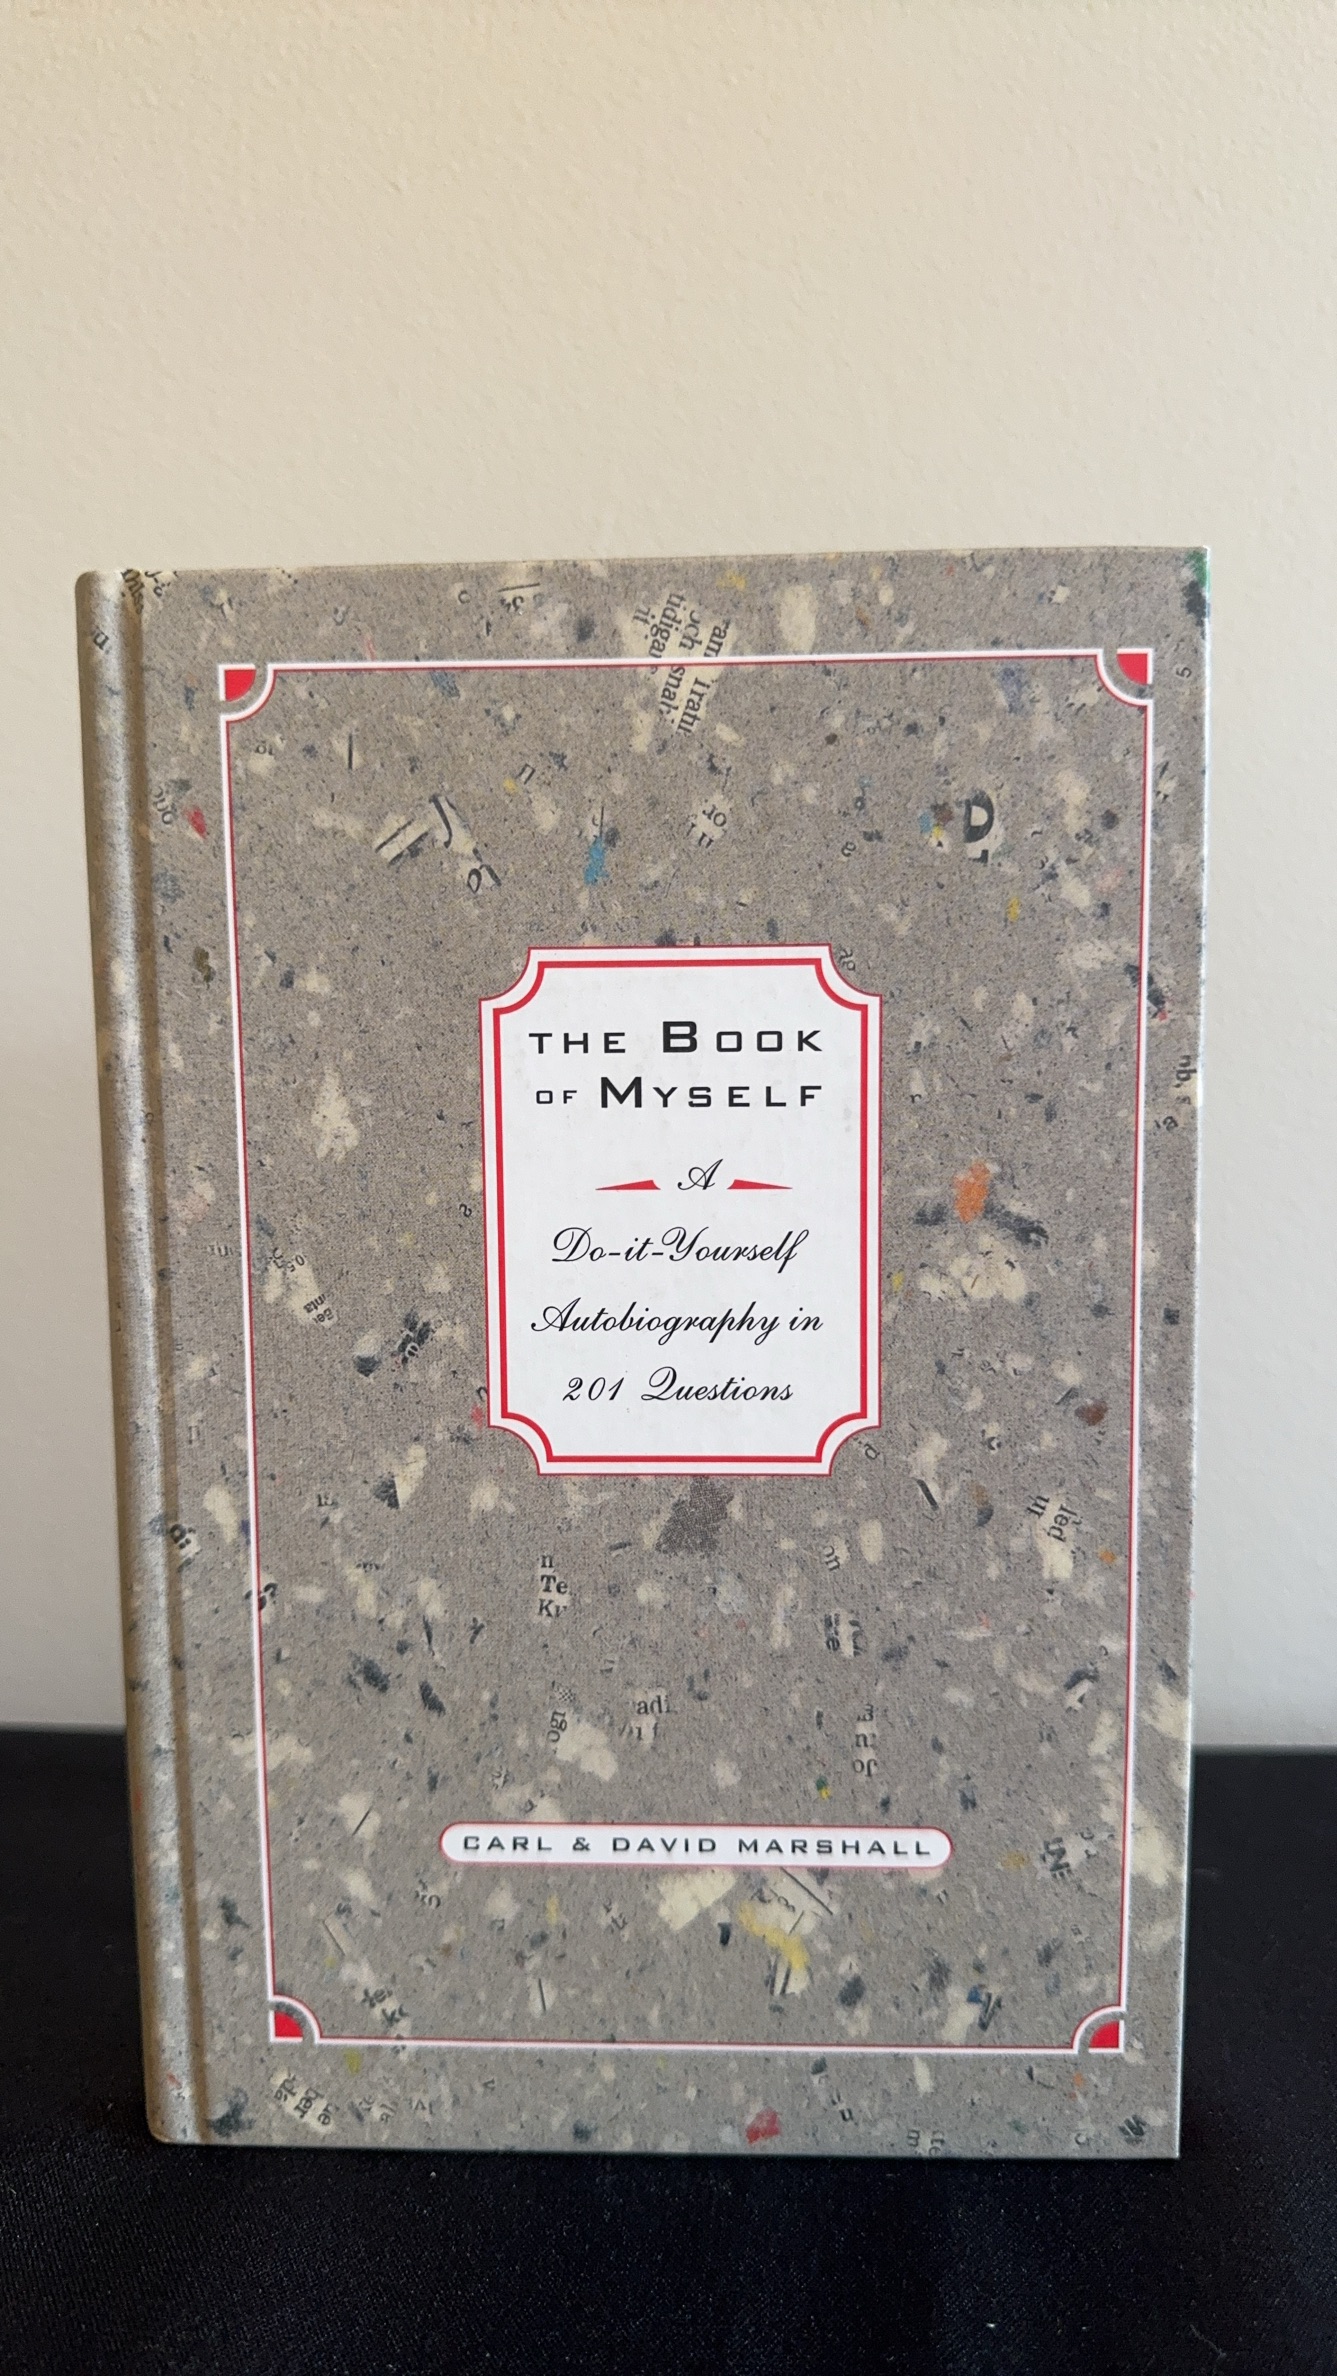 THE BOOK
OF MYSELF
A
Do-it-Yourself
Autobiography in
201 Questions
CARL & DAVID MARSHALL